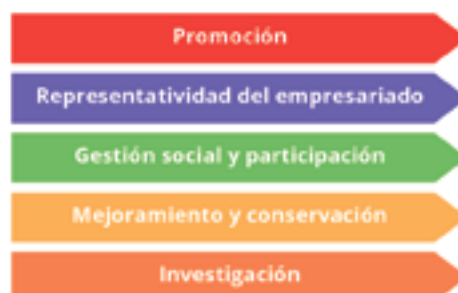 Promoción
Representatividad del empresariado
Gestión social y participación
Mejoramiento y conservación
Investigación